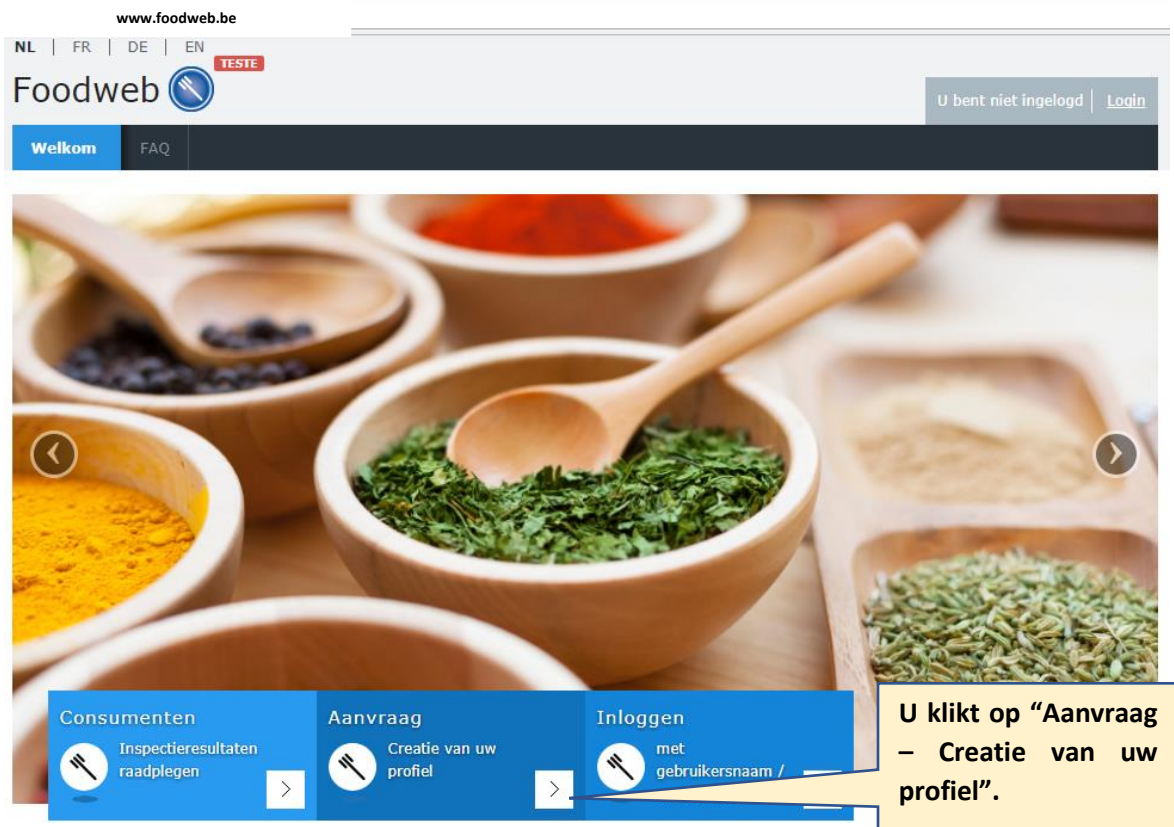 www.foodweb.be
NL | FR | DE | EN
TESTE
Foodweb
U bent niet ingelogd | Login
Welkom
FAQ
Consumenten
Inspectieresultaten
raadplegen
Aanvraag
Creatie van uw
profiel
Inloggen
met
gebruikersnaam /
U klikt op “Aanvraag
– Creatie van uw
profiel”.